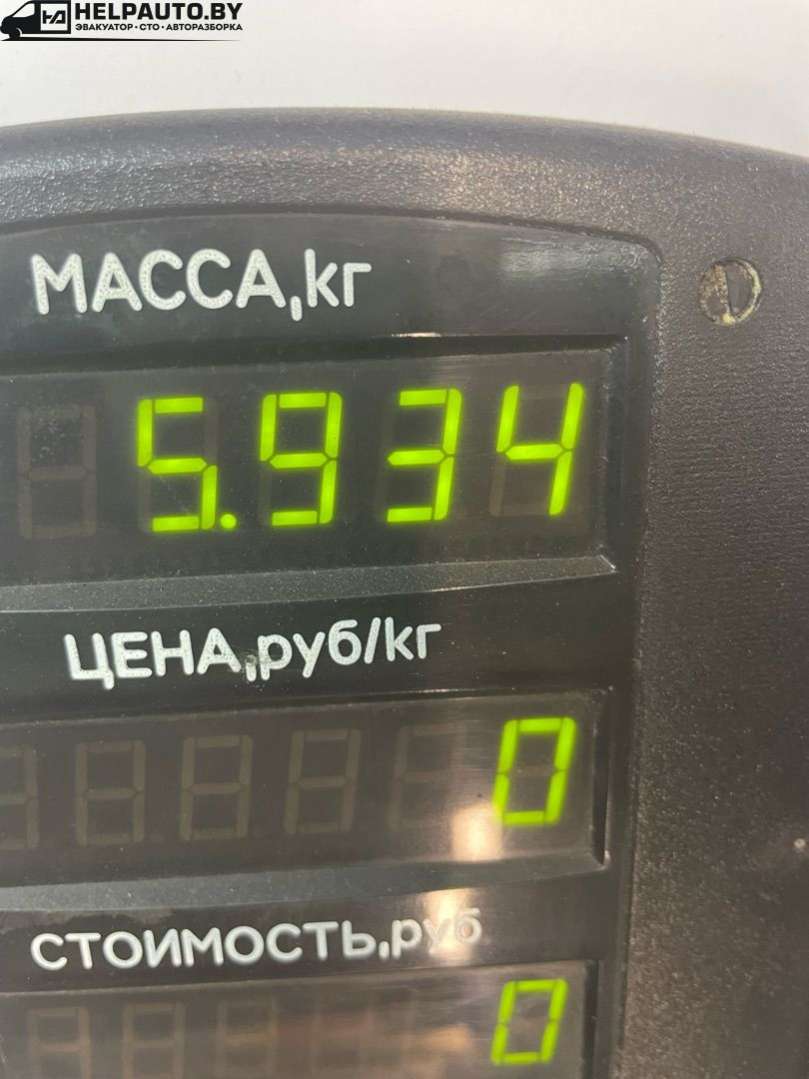 HELPAUTO.BY
ЭВАКУАТОР•СТО•АВТОРАЗБОРКА
МАССА,кг
5.934
ЦЕНА,руб/кг
0
СТОИМОСТЬ,руб
0